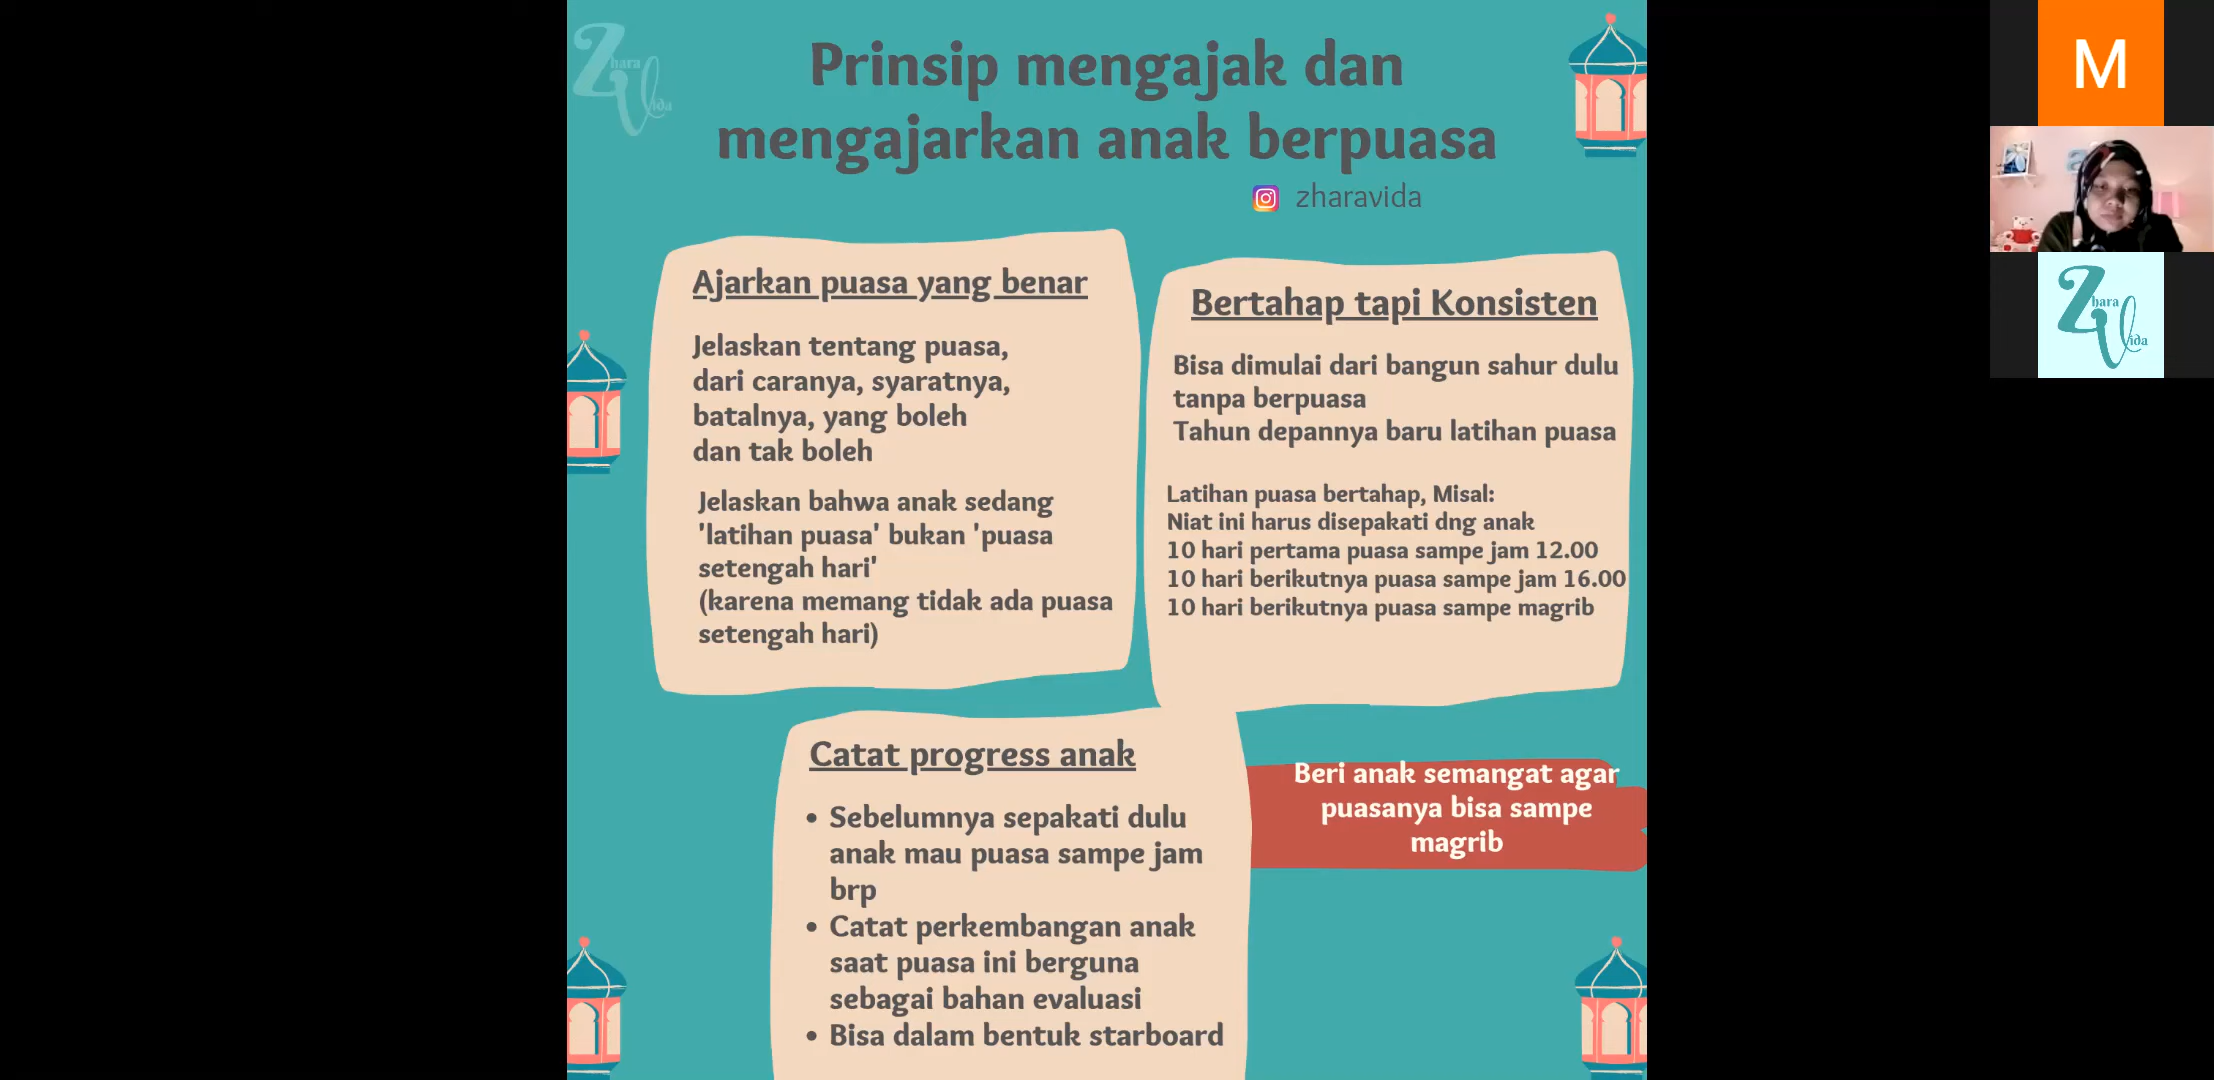 Zhara Vida
Prinsip mengajak dan
mengajarkan anak berpuasa
zharavida
Ajarkan puasa yang benar
Jelaskan tentang puasa,
dari caranya, syaratnya,
batalnya, yang boleh
dan tak boleh
Jelaskan bahwa anak sedang
'latihan puasa' bukan 'puasa
setengah hari'
(karena memang tidak ada puasa
setengah hari)
Bertahap tapi Konsisten
Bisa dimulai dari bangun sahur dulu
tanpa berpuasa
Tahun depannya baru latihan puasa
Latihan puasa bertahap, Misal:
Niat ini harus disepakati dng anak
10 hari pertama puasa sampe jam 12.00
10 hari berikutnya puasa sampe jam 16.00
10 hari berikutnya puasa sampe magrib
Catat progress anak
• Sebelumnya sepakati dulu
anak mau puasa sampe jam
brp
• Catat perkembangan anak
saat puasa ini berguna
sebagai bahan evaluasi
• Bisa dalam bentuk starboard
Beri anak semangat agar
puasanya bisa sampe
magrib
M
Zhara Vida